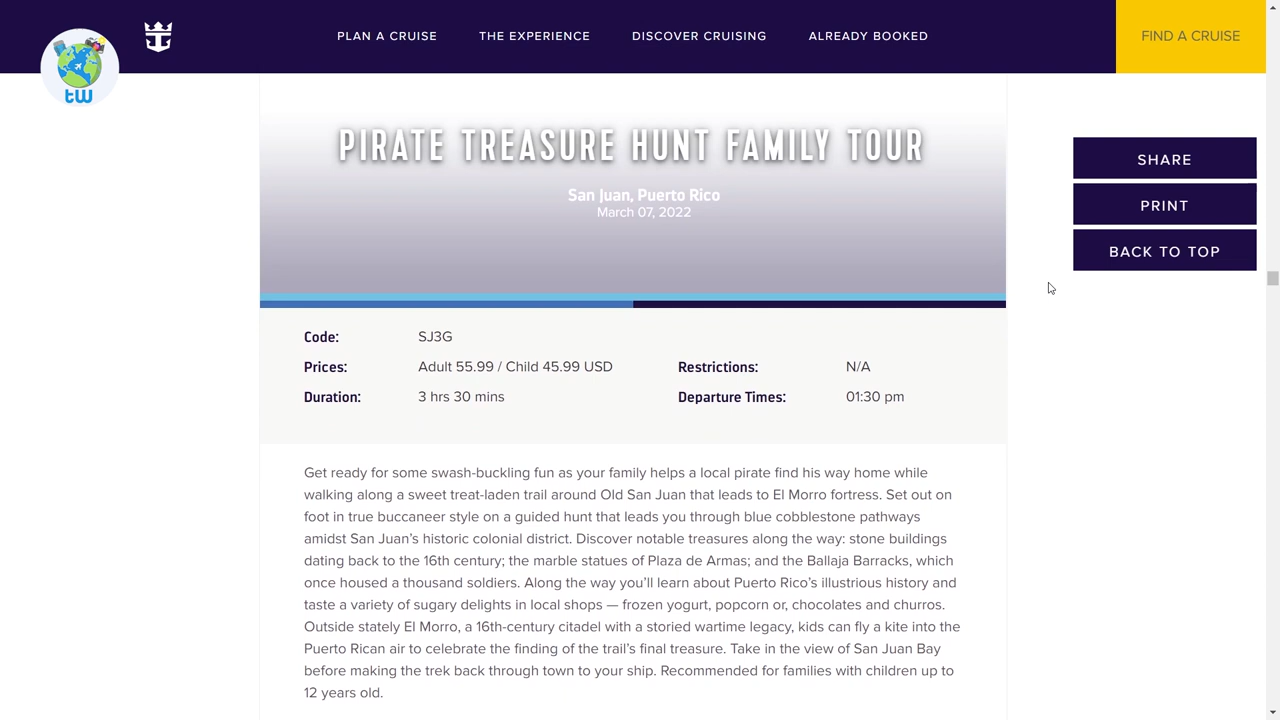 PLAN A CRUISE THE EXPERIENCE DISCOVER CRUISING ALREADY BOOKED FIND A CRUISE
tw
PIRATE TREASURE HUNT FAMILY TOUR
San Juan, Puerto Rico
March 07, 2022
SHARE
PRINT
BACK TO TOP
Code: SJ3G
Prices: Adult 55.99 / Child 45.99 USD Restrictions: N/A
Duration: 3 hrs 30 mins Departure Times: 01:30 pm
Get ready for some swash-buckling fun as your family helps a local pirate find his way home while
walking along a sweet treat-laden trail around Old San Juan that leads to El Morro fortress. Set out on
foot in true buccaneer style on a guided hunt that leads you through blue cobblestone pathways
amidst San Juan’s historic colonial district. Discover notable treasures along the way: stone buildings
dating back to the 16th century; the marble statues of Plaza de Armas; and the Ballaja Barracks, which
once housed a thousand soldiers. Along the way you’ll learn about Puerto Rico’s illustrious history and
taste a variety of sugary delights in local shops — frozen yogurt, popcorn or, chocolates and churros.
Outside stately El Morro, a 16th-century citadel with a storied wartime legacy, kids can fly a kite into the
Puerto Rican air to celebrate the finding of the trail’s final treasure. Take in the view of San Juan Bay
before making the trek back through town to your ship. Recommended for families with children up to
12 years old.